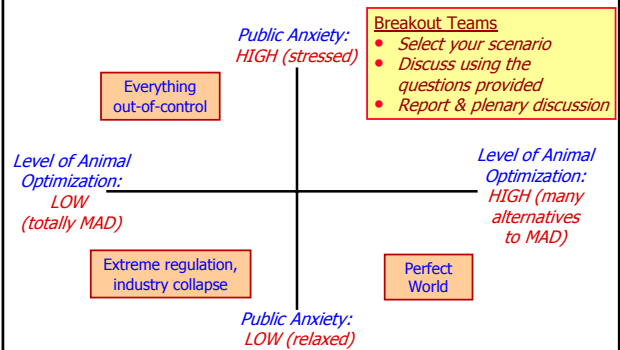 Public Anxiety:
HIGH (stressed)
Breakout Teams
• Select your scenario
• Discuss using the
questions provided
• Report & plenary discussion
Everything
out-of-control
Level of Animal
Optimization:
LOW
(totally MAD)
Level of Animal
Optimization:
HIGH (many
alternatives
to MAD)
Extreme regulation,
industry collapse
Perfect
World
Public Anxiety:
LOW (relaxed)